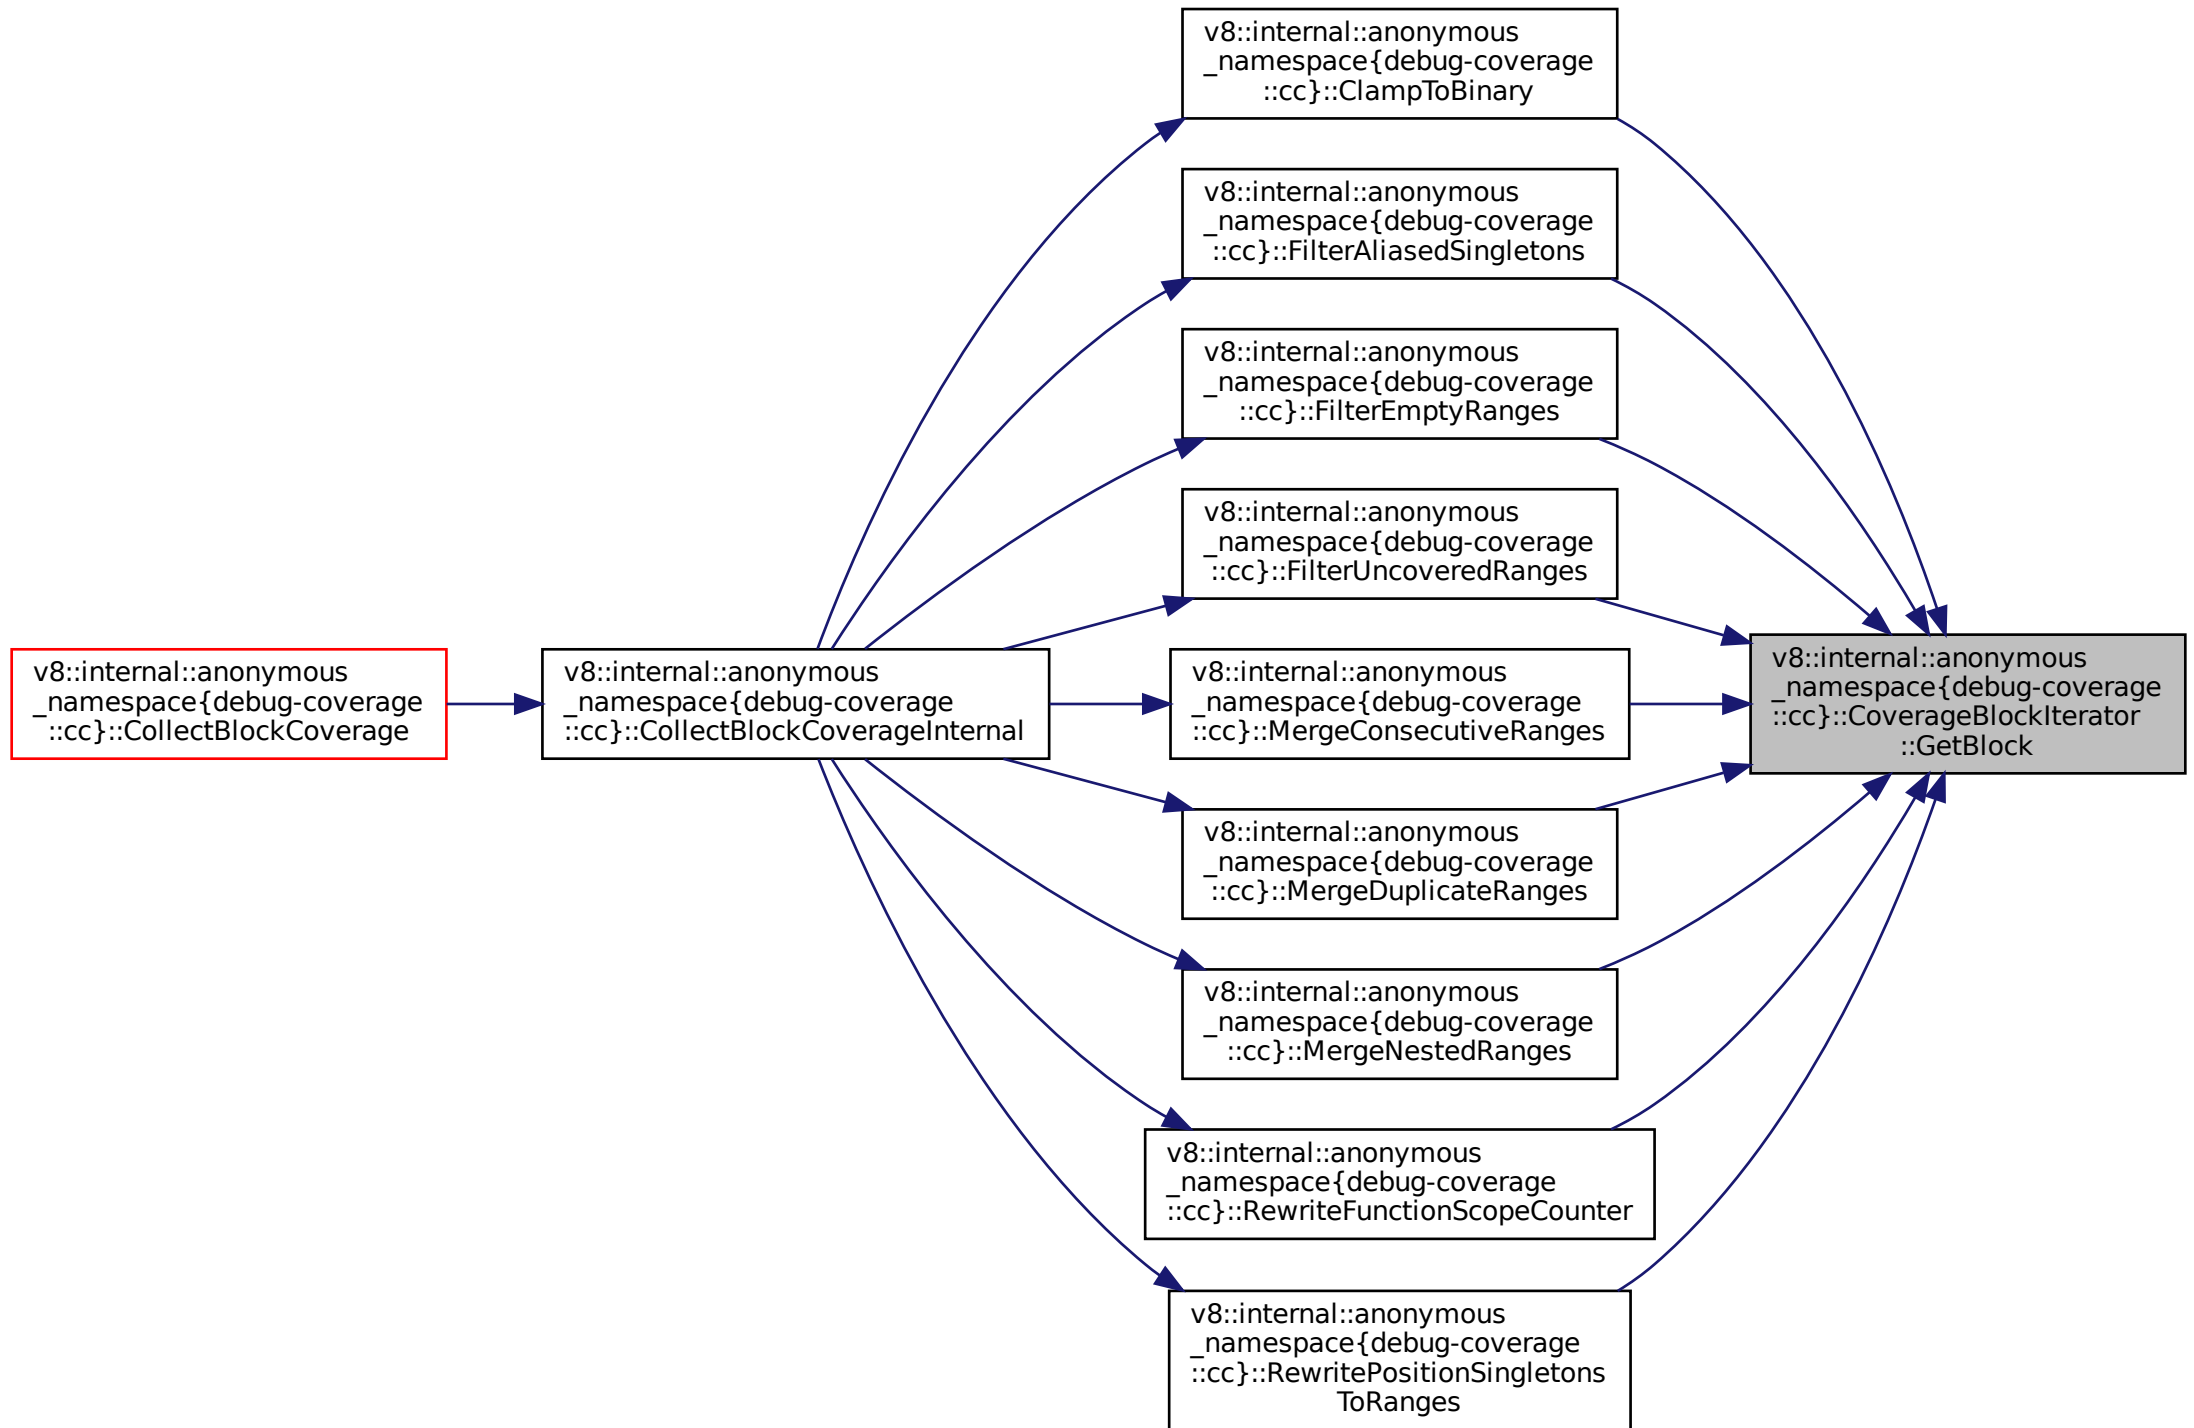 v8::internal::anonymous
_namespace{debug-coverage
::cc}::ClampToBinary
v8::internal::anonymous
_namespace{debug-coverage
::cc}::FilterAliasedSingletons
v8::internal::anonymous
_namespace{debug-coverage
::cc}::FilterEmptyRanges
v8::internal::anonymous
_namespace{debug-coverage
::cc}::FilterUncoveredRanges
v8::internal::anonymous
_namespace{debug-coverage
::cc}::CollectBlockCoverage
v8::internal::anonymous
_namespace{debug-coverage
::cc}::CollectBlockCoverageInternal
v8::internal::anonymous
_namespace{debug-coverage
::cc}::MergeConsecutiveRanges
v8::internal::anonymous
_namespace{debug-coverage
::cc}::CoverageBlockIterator
::GetBlock
v8::internal::anonymous
_namespace{debug-coverage
::cc}::MergeDuplicateRanges
v8::internal::anonymous
_namespace{debug-coverage
::cc}::MergeNestedRanges
v8::internal::anonymous
_namespace{debug-coverage
::cc}::RewriteFunctionScopeCounter
v8::internal::anonymous
_namespace{debug-coverage
::cc}::RewritePositionSingletons
ToRanges